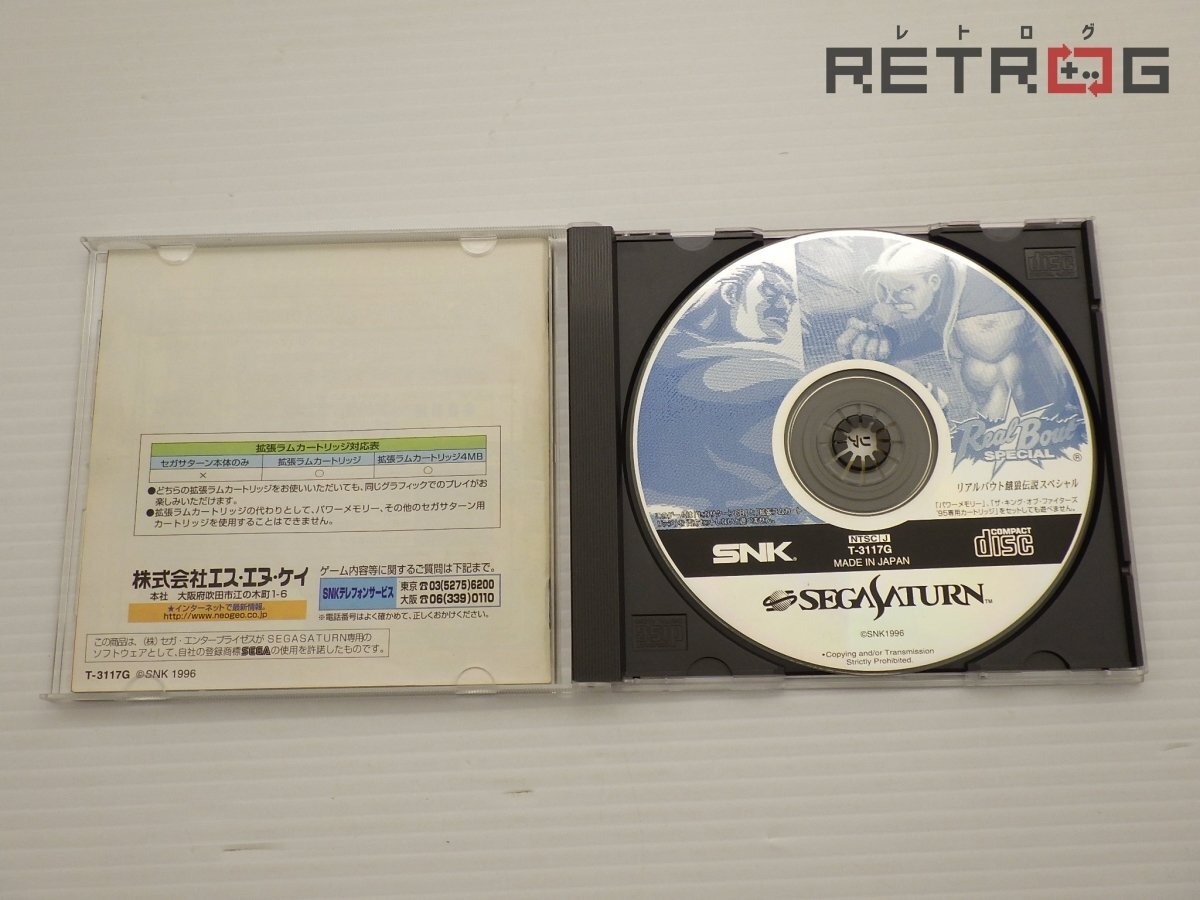 レトログ
RETROG
拡張ラムカートリッジ対応表
セガサターン本体のみ 拡張ラムカートリッジ 拡張ラムカートリッジ4MB
× ○ ○
●どちらの拡張ラムカートリッジをお使いいただいても、同じグラフィックでのプレイがお
楽しみいただけます。
●拡張ラムカートリッジの代わりとして、パワーメモリー、その他のセガサターン用
カートリッジを使用することはできません。
株式会社エス・エヌ・ケイ
本社 大阪府吹田市江の木町1-6
★インターネットで最新情報。
http://www.neogeo.co.jp
ゲーム内容等に関するご質問は下記まで。
SNKテレフォンサービス
東京☎03(5275)6200
大阪☎06(339)0110
※電話番号はよく確かめて、正しくおかけください。
この商品は、(株)セガ・エンタープライゼスがSEGASATURN専用の
ソフトウェアとして、自社の登録商標SEGAの使用を許諾したものです。
T-3117G ©SNK 1996
Real Bout
SPECIAL
®
リアルバウト餓狼伝説スペシャル
「パワーメモリー」、「ザ・キング・オブ・ファイターズ
'95専用カートリッジ」をセットしても遊べません。
SNK®
NTSC J
T-3117G
MADE IN JAPAN
COMPACT
disc
SEGASATURN™
©SNK1996
•Copying and/or Transmission
Strictly Prohibited.